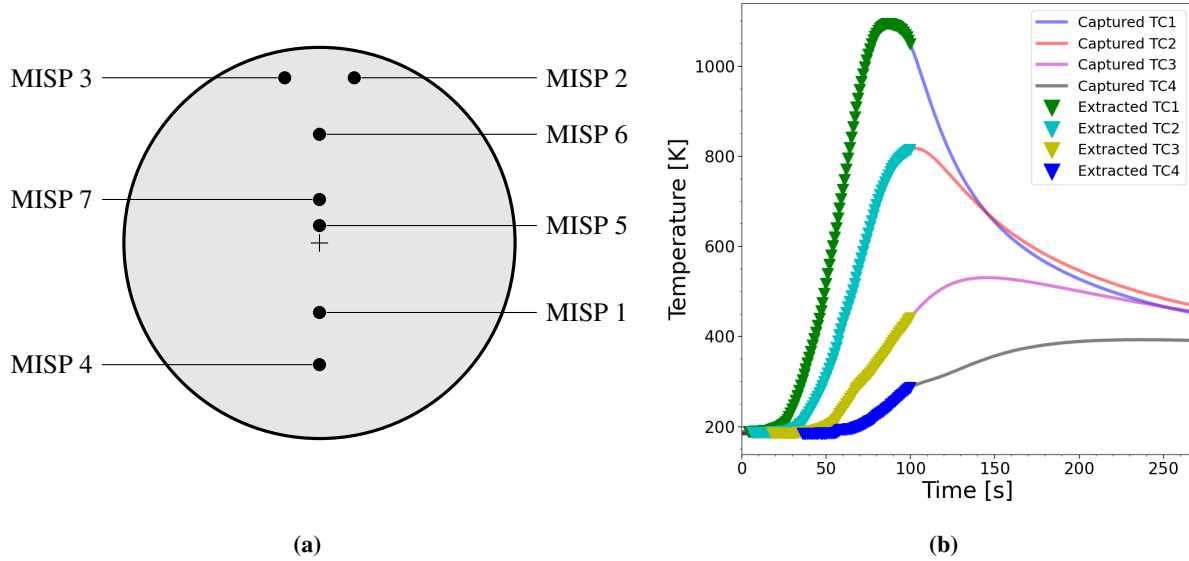 MISP 3
MISP 2
MISP 6
MISP 7
MISP 5
MISP 1
MISP 4
(a)
Temperature [K]
1000
800
600
400
200
Captured TC1
Captured TC2
Captured TC3
Captured TC4
Extracted TC1
Extracted TC2
Extracted TC3
Extracted TC4
0 50 100 150 200 250
Time [s]
(b)